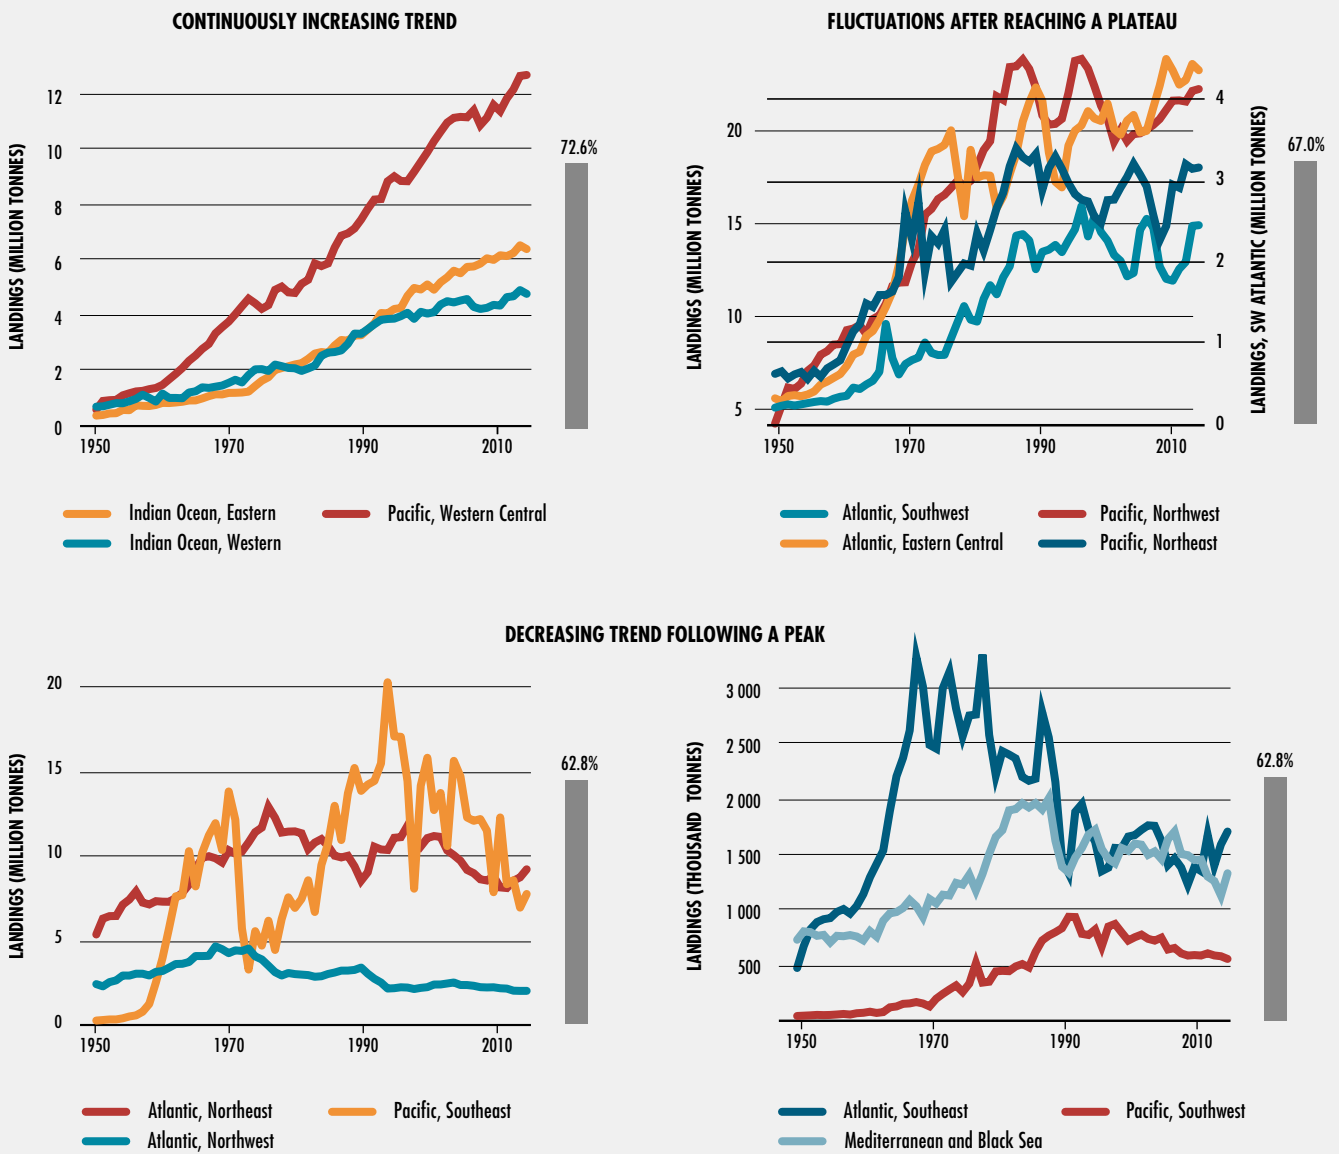 CONTINUOUSLY INCREASING TREND
LANDINGS (MILLION TONNES)
12
10
8
6
4
2
0
1950 1970 1990 2010
72.6%
Indian Ocean, Eastern
Pacific, Western Central
Indian Ocean, Western
FLUCTUATIONS AFTER REACHING A PLATEAU
LANDINGS (MILLION TONNES)
20
15
10
5
4
3
2
1
0
LANDINGS, SW ATLANTIC (MILLION TONNES)
1950 1970 1990 2010
67.0%
Atlantic, Southwest
Pacific, Northwest
Atlantic, Eastern Central
Pacific, Northeast
DECREASING TREND FOLLOWING A PEAK
LANDINGS (MILLION TONNES)
20
15
10
5
0
1950 1970 1990 2010
62.8%
Atlantic, Northeast
Pacific, Southeast
Atlantic, Northwest
LANDINGS (THOUSAND TONNES)
3 000
2 500
2 000
1 500
1 000
500
1950 1970 1990 2010
62.8%
Atlantic, Southeast
Pacific, Southwest
Mediterranean and Black Sea